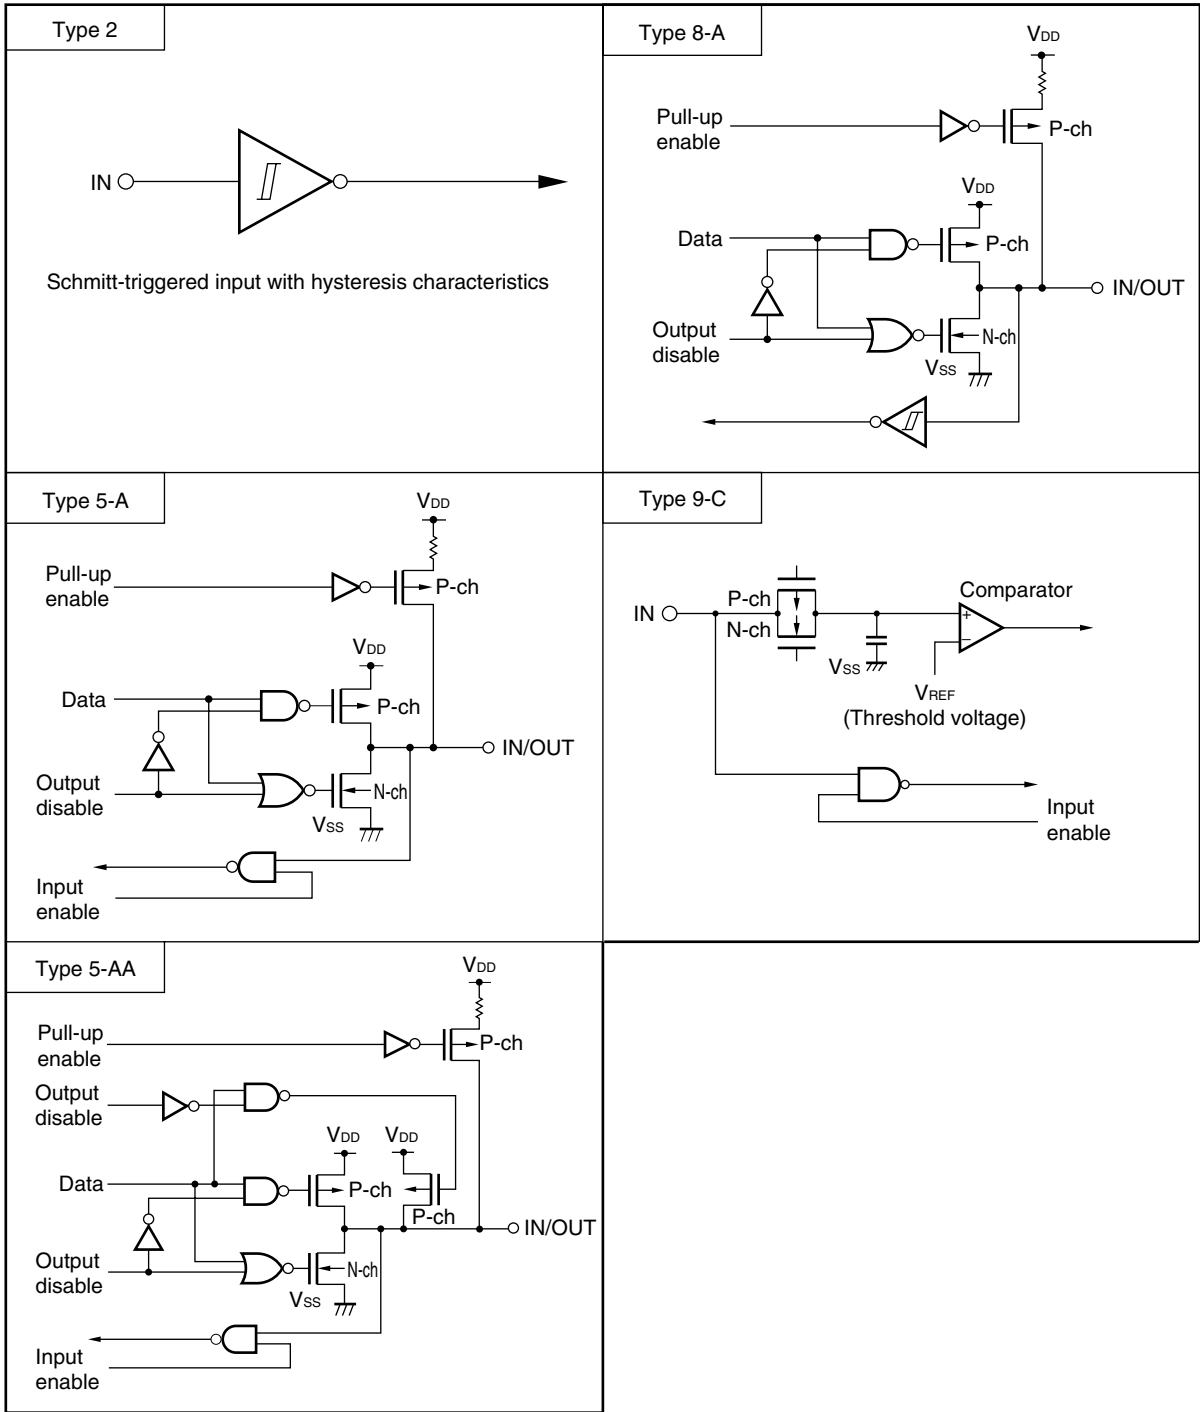 Type 2
IN
Schmitt-triggered input with hysteresis characteristics
Type 8-A
VDD
Pull-up
enable
P-ch
VDD
Data
P-ch
IN/OUT
Output
disable
N-ch
VSS
Type 5-A
VDD
Pull-up
enable
P-ch
VDD
Data
P-ch
IN/OUT
Output
disable
N-ch
VSS
Input
enable
Type 9-C
Comparator
P-ch
IN
N-ch
+
−
VSS
VREF
(Threshold voltage)
Input
enable
Type 5-AA
VDD
Pull-up
enable
P-ch
Output
disable
VDD
VDD
Data
P-ch
P-ch
IN/OUT
Output
disable
N-ch
VSS
Input
enable